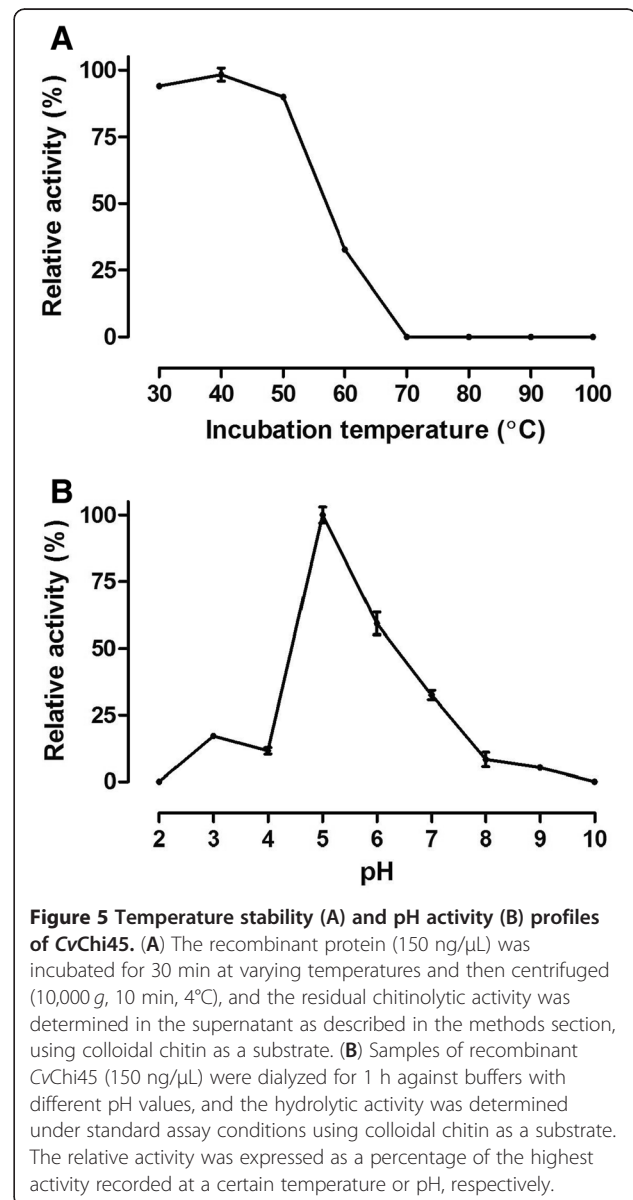 A
Relative activity (%)
100
75
50
25
0
30 40 50 60 70 80 90 100
Incubation temperature (°C)
B
Relative activity (%)
100
75
50
25
0
2 3 4 5 6 7 8 9 10
pH
Figure 5 Temperature stability (A) and pH activity (B) profiles
of CvChi45. (A) The recombinant protein (150 ng/μL) was
incubated for 30 min at varying temperatures and then centrifuged
(10,000 g, 10 min, 4°C), and the residual chitinolytic activity was
determined in the supernatant as described in the methods section,
using colloidal chitin as a substrate. (B) Samples of recombinant
CvChi45 (150 ng/μL) were dialyzed for 1 h against buffers with
different pH values, and the hydrolytic activity was determined
under standard assay conditions using colloidal chitin as a substrate.
The relative activity was expressed as a percentage of the highest
activity recorded at a certain temperature or pH, respectively.